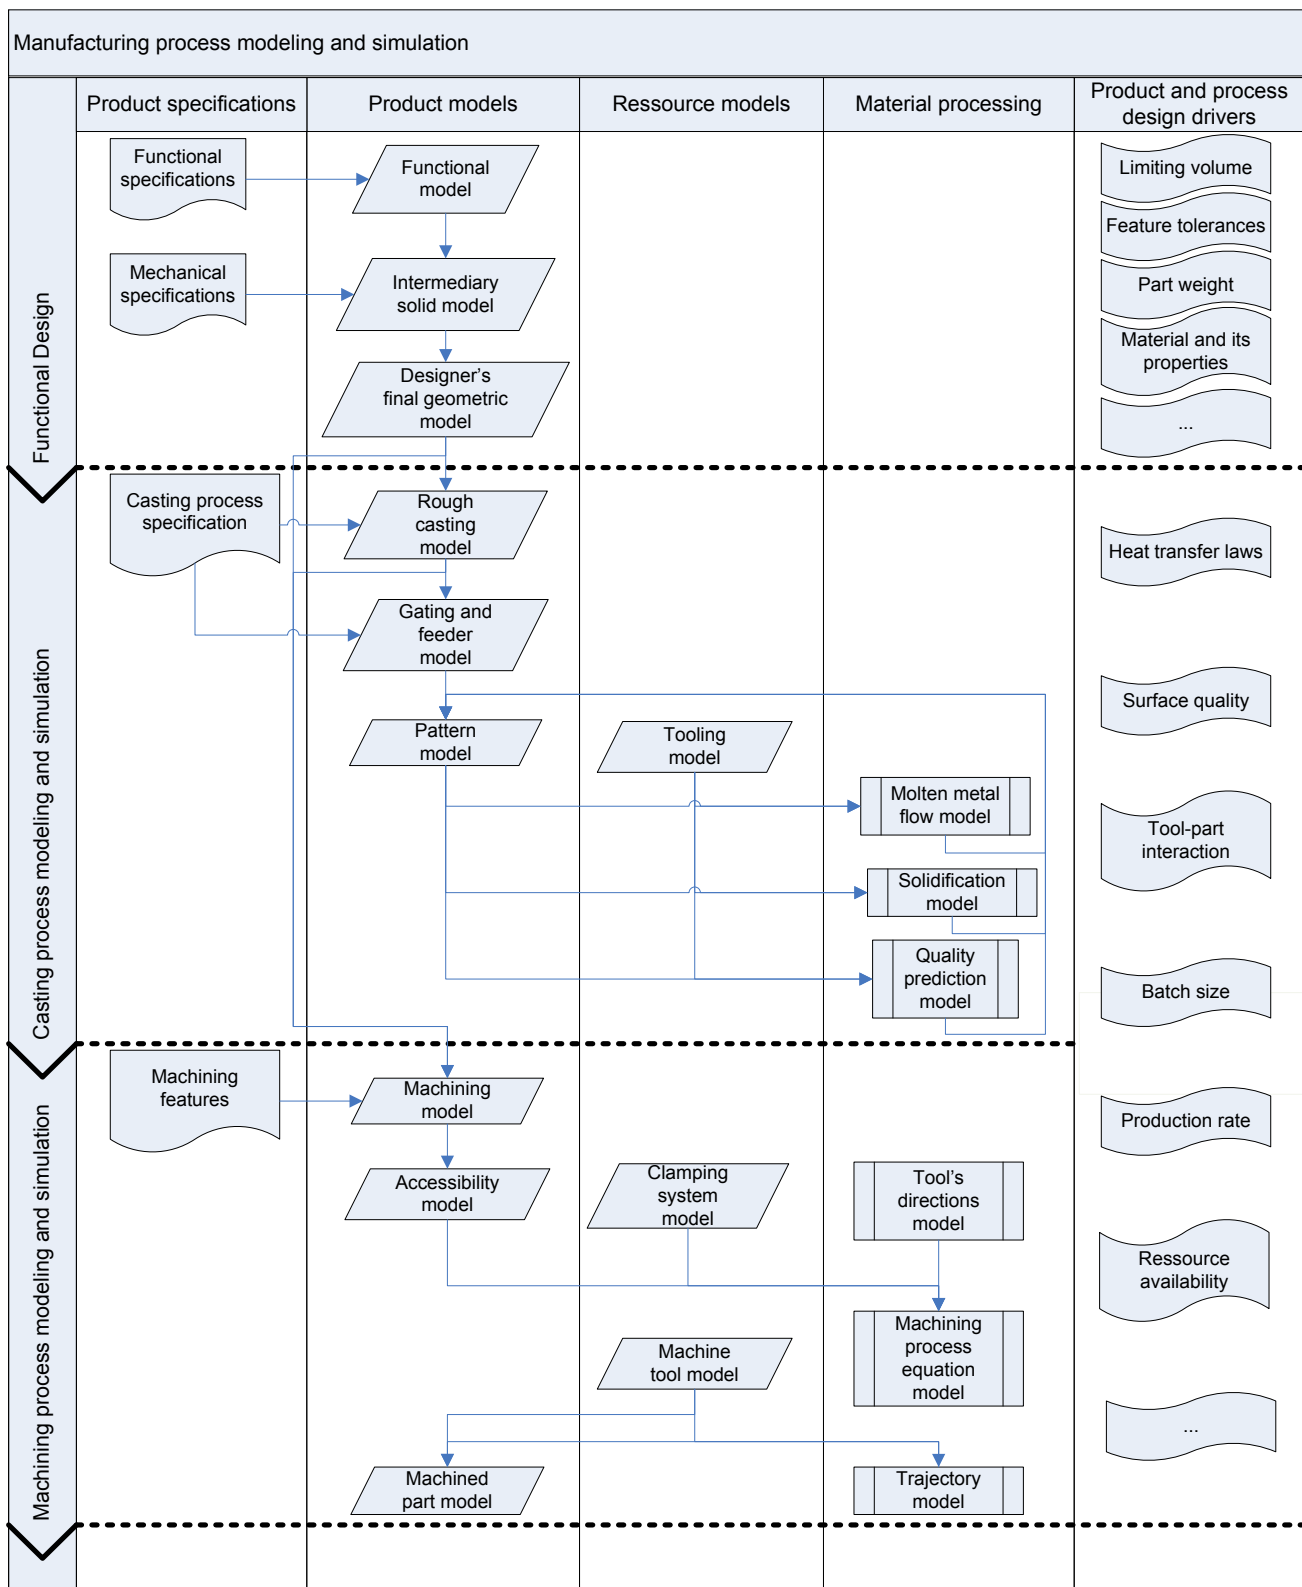 Manufacturing process modeling and simulation
Product specifications
Product models
Ressource models
Material processing
Product and process
design drivers
Functional Design
Functional
specifications
Functional
model
Limiting volume
Feature tolerances
Mechanical
specifications
Intermediary
solid model
Part weight
Material and its
properties
Designer's
final geometric
model
...
Casting process modeling and simulation
Casting process
specification
Rough
casting
model
Heat transfer laws
Gating and
feeder
model
Surface quality
Pattern
model
Tooling
model
Molten metal
flow model
Tool-part
interaction
Solidification
model
Quality
prediction
model
Batch size
Machining process modeling and simulation
Machining
features
Machining
model
Production rate
Accessibility
model
Clamping
system
model
Tool's
directions
model
Ressource
availability
Machining
process
equation
model
Machine
tool model
...
Machined
part model
Trajectory
model